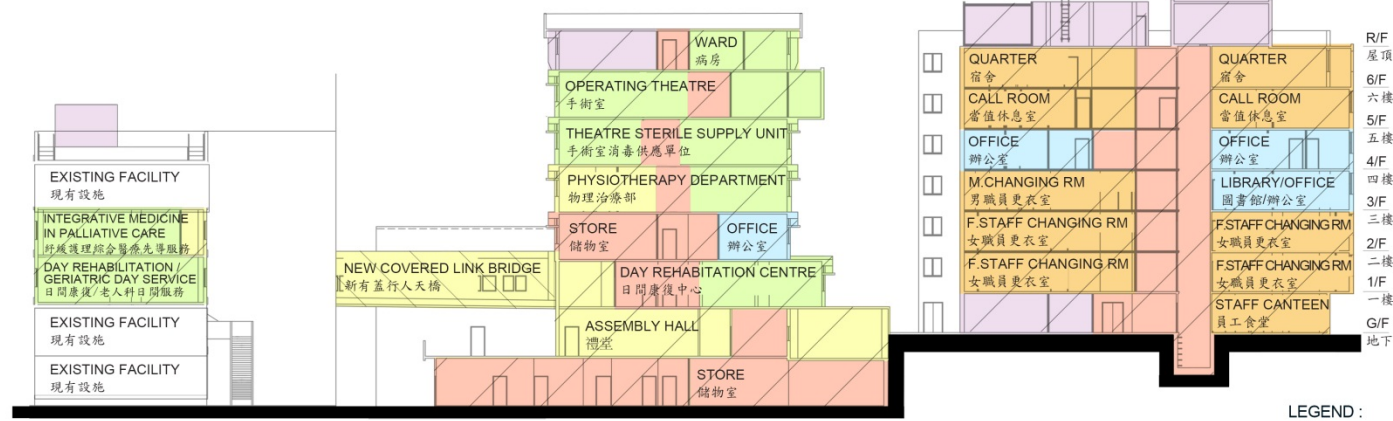 EXISTING FACILITY
現有設施
INTEGRATIVE MEDICINE
IN PALLIATIVE CARE
紓緩護理綜合醫療先導服務
DAY REHABILITATION /
GERIATRIC DAY SERVICE
日間康復/老人科日間服務
EXISTING FACILITY
現有設施
EXISTING FACILITY
現有設施
NEW COVERED LINK BRIDGE
新有蓋行人天橋
WARD
病房
OPERATING THEATRE
手術室
THEATRE STERILE SUPPLY UNIT
手術室消毒供應單位
PHYSIOTHERAPY DEPARTMENT
物理治療部
STORE
儲物室
OFFICE
辦公室
DAY REHABITATION CENTRE
日間康復中心
ASSEMBLY HALL
禮堂
STORE
儲物室
QUARTER
宿舍
CALL ROOM
當值休息室
OFFICE
辦公室
M.CHANGING RM
男職員更衣室
F.STAFF CHANGING RM
女職員更衣室
F.STAFF CHANGING RM
女職員更衣室
QUARTER
宿舍
CALL ROOM
當值休息室
OFFICE
辦公室
LIBRARY/OFFICE
圖書館/辦公室
F.STAFF CHANGING RM
女職員更衣室
F.STAFF CHANGING RM
女職員更衣室
STAFF CANTEEN
員工食堂
R/F
屋頂
6/F
六樓
5/F
五樓
4/F
四樓
3/F
三樓
2/F
二樓
1/F
一樓
G/F
地下
LEGEND :